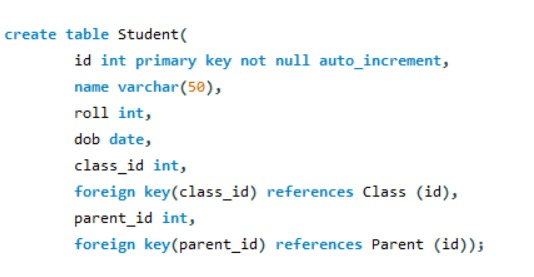 create table Student(
id int primary key not null auto_increment,
name varchar(50),
roll int,
dob date,
class_id int,
foreign key(class_id) references Class (id),
parent_id int,
foreign key(parent_id) references Parent (id));